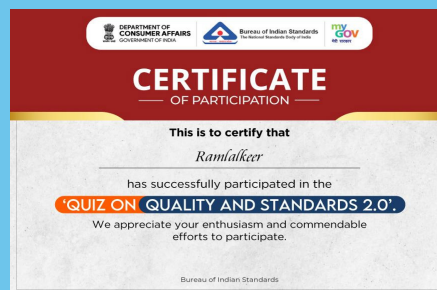 DEPARTMENT OF
CONSUMER AFFAIRS
GOVERNMENT OF INDIA
Bureau of Indian Standards
The National Standards Body of India
my
GOV
मेरी सरकार
CERTIFICATE
OF PARTICIPATION
This is to certify that
Ramlalkeer
has successfully participated in the
'QUIZ ON QUALITY AND STANDARDS 2.0'.
We appreciate your enthusiasm and commendable
efforts to participate.
Bureau of Indian Standards